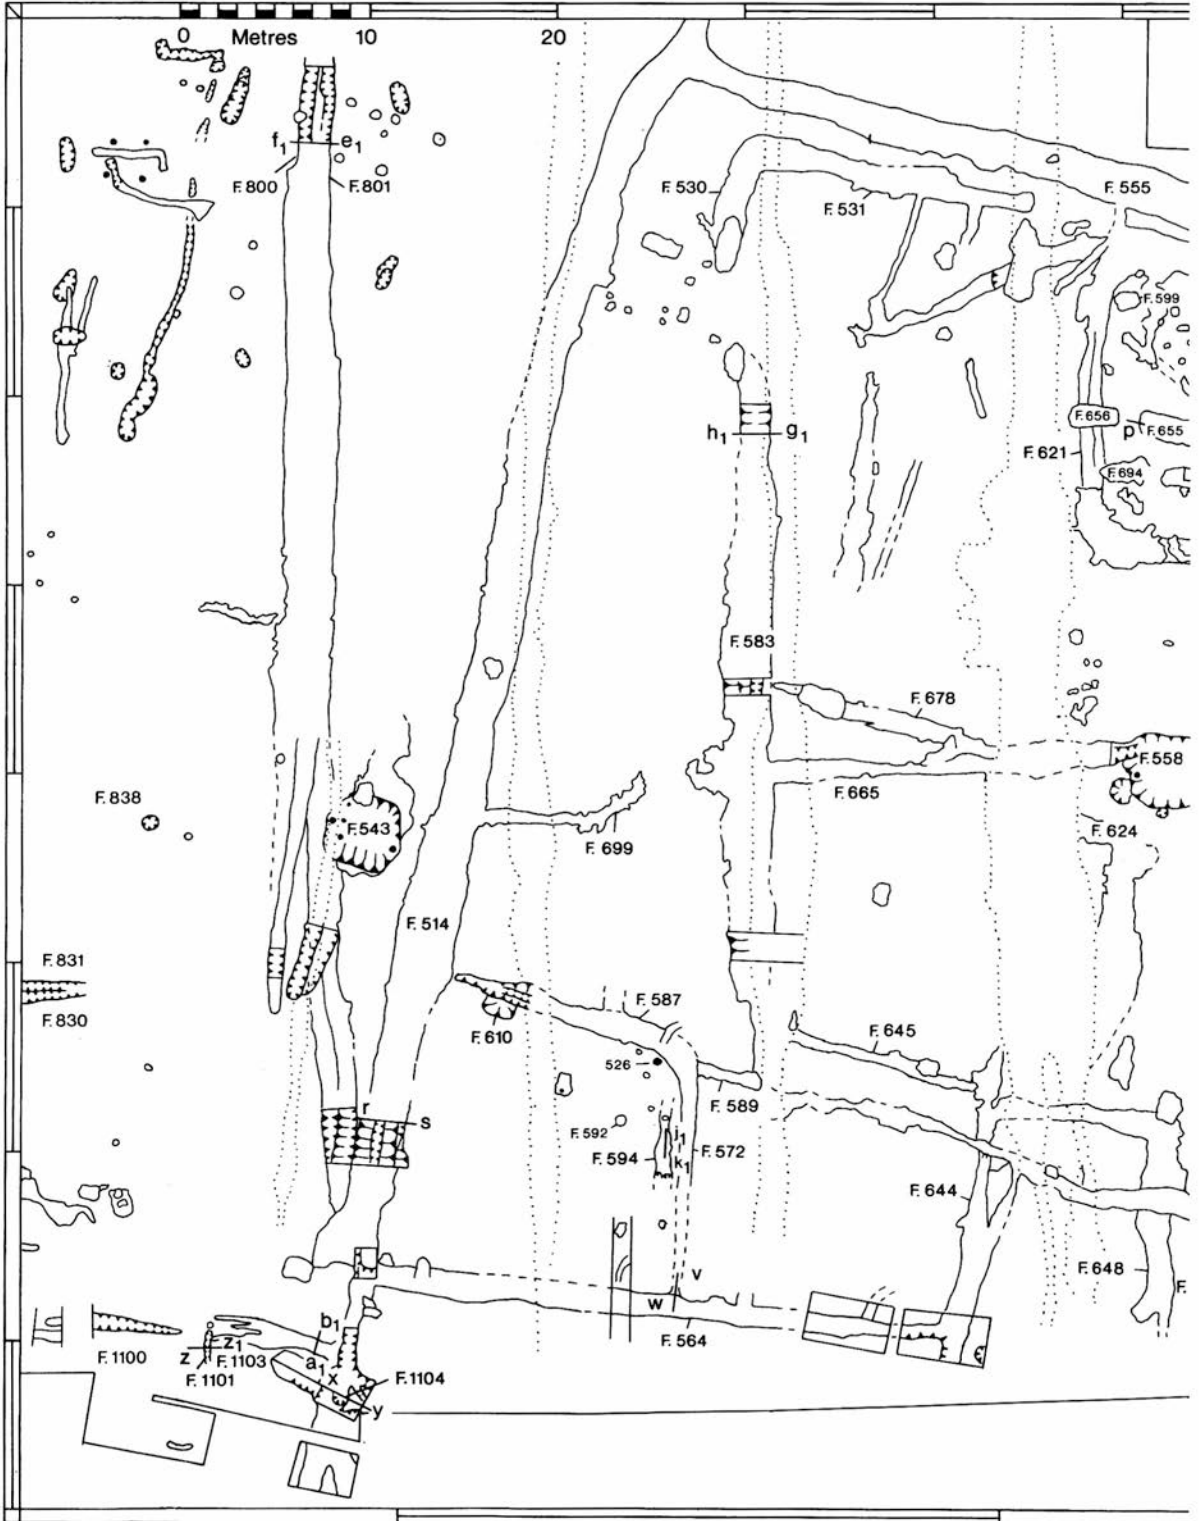 0 Metres 10 20
f1 e1
F. 800 F. 801
F. 530
F. 531
F. 555
F. 599
h1 g1
F. 656
p F. 655
F. 621
F. 694
F. 583
F. 678
F. 558
F. 665
F. 838
F. 543
F. 699
F. 624
F. 514
F. 831
F. 830
F. 587
F. 610
F. 645
526
F. 589
r
s
F. 592
j1
F. 594 k1 F. 572
F. 644
F. 648
F.
v
w
F. 564
b1
z z1
F. 1100 F. 1103
F. 1101
a1
x
F. 1104
y